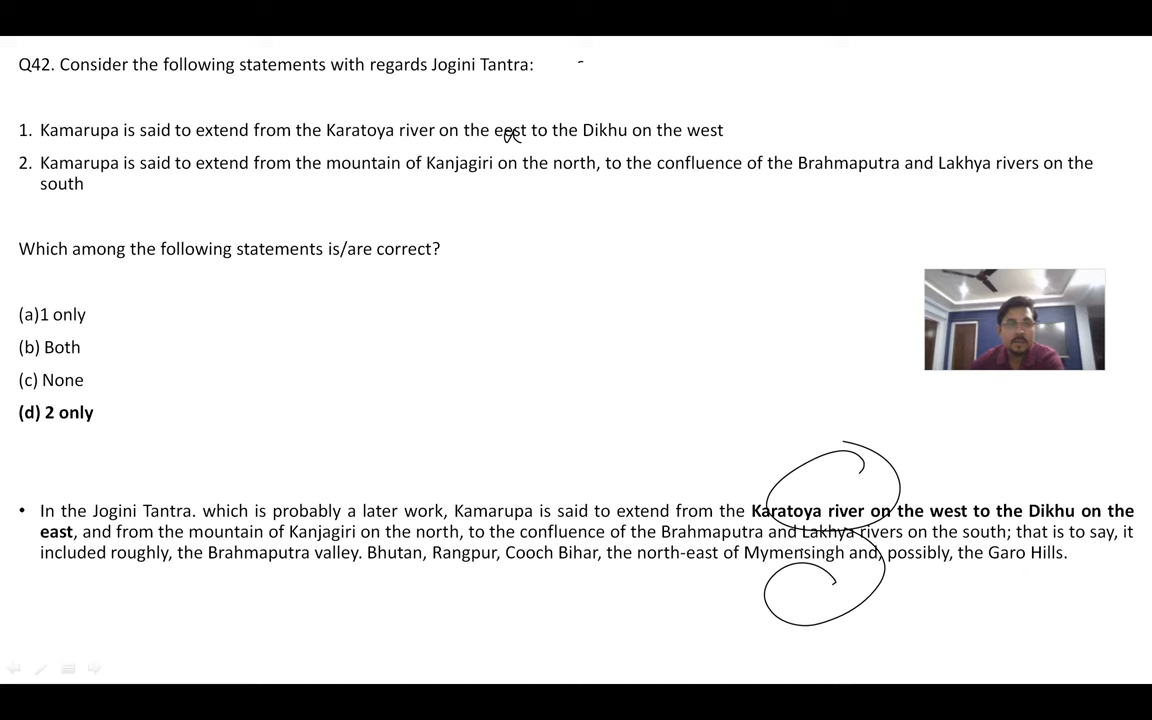 Q42. Consider the following statements with regards Jogini Tantra:
1. Kamarupa is said to extend from the Karatoya river on the east to the Dikhu on the west
2. Kamarupa is said to extend from the mountain of Kanjagiri on the north, to the confluence of the Brahmaputra and Lakhya rivers on the
south
Which among the following statements is/are correct?
(a)1 only
(b) Both
(c) None
(d) 2 only
• In the Jogini Tantra. which is probably a later work, Kamarupa is said to extend from the Karatoya river on the west to the Dikhu on the
east, and from the mountain of Kanjagiri on the north, to the confluence of the Brahmaputra and Lakhya rivers on the south; that is to say, it
included roughly, the Brahmaputra valley. Bhutan, Rangpur, Cooch Bihar, the north-east of Mymensingh and, possibly, the Garo Hills.